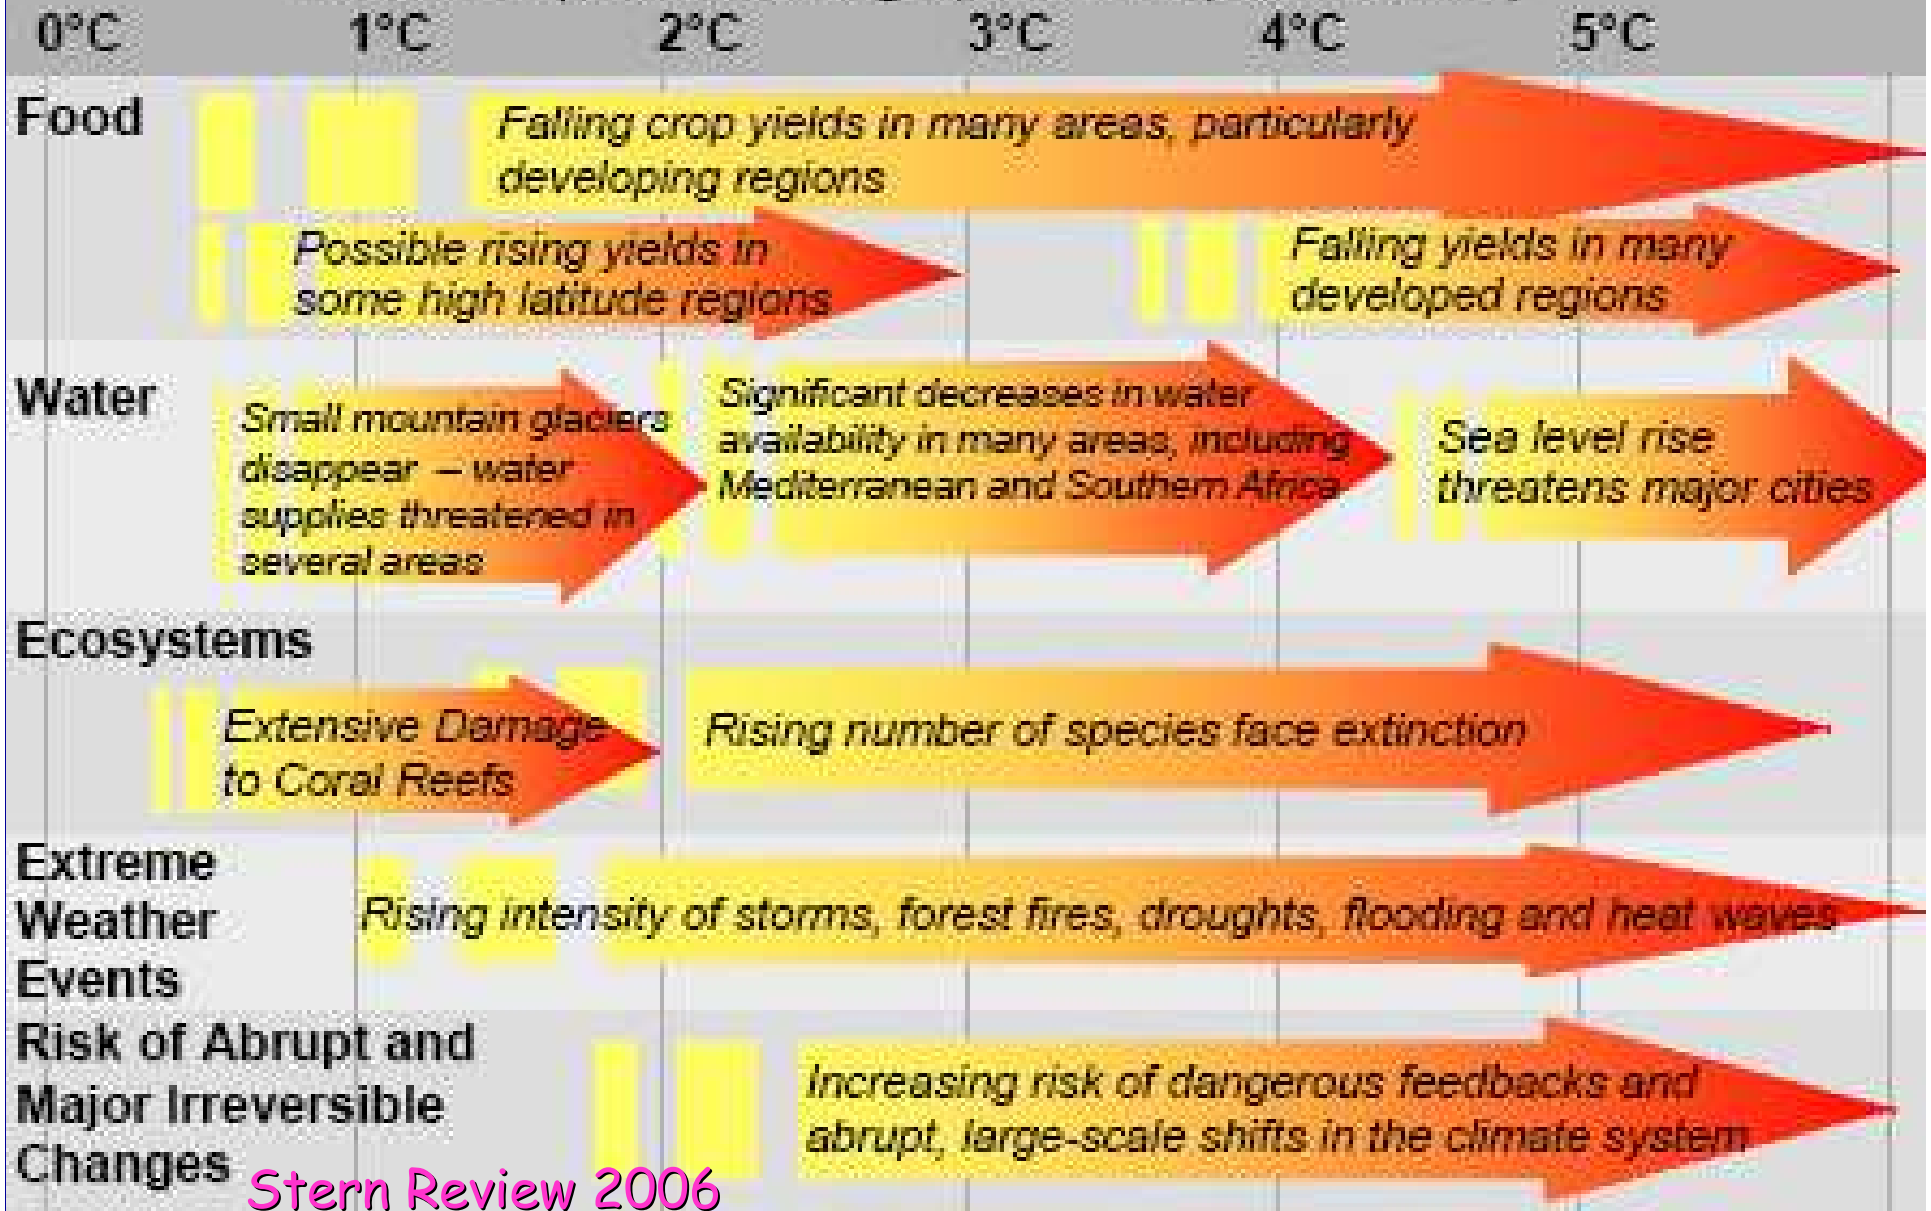 0°C 1°C 2°C 3°C 4°C 5°C
Food
Falling crop yields in many areas, particularly
developing regions
Possible rising yields in
some high latitude regions
Falling yields in many
developed regions
Water
Small mountain glaciers
disappear – water
supplies threatened in
several areas
Significant decreases in water
availability in many areas, including
Mediterranean and Southern Africa
Sea level rise
threatens major cities
Ecosystems
Extensive Damage
to Coral Reefs
Rising number of species face extinction
Extreme
Weather
Events
Rising intensity of storms, forest fires, droughts, flooding and heat waves
Risk of Abrupt and
Major Irreversible
Changes
Increasing risk of dangerous feedbacks and
abrupt, large-scale shifts in the climate system
Stern Review 2006